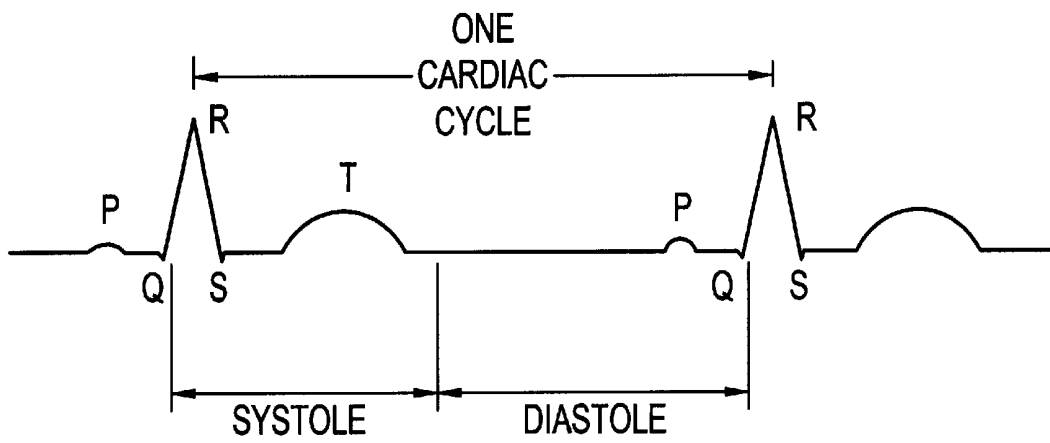 ONE
CARDIAC
CYCLE
R R
T
P P
Q S Q S
SYSTOLE DIASTOLE